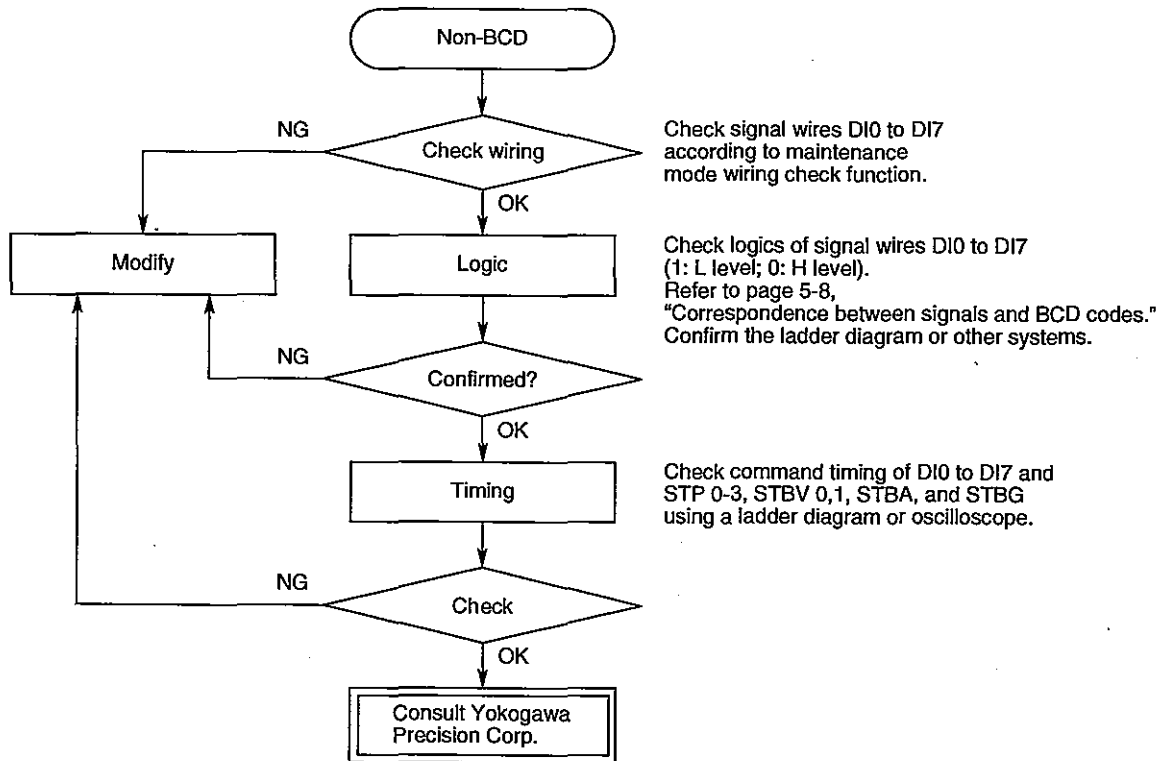 Non-BCD
NG
Check wiring
Check signal wires DI0 to DI7
according to maintenance
mode wiring check function.
OK
Modify
Logic
Check logics of signal wires DI0 to DI7
(1: L level; 0: H level).
Refer to page 5-8,
"Correspondence between signals and BCD codes."
Confirm the ladder diagram or other systems.
NG
Confirmed?
OK
Timing
Check command timing of DI0 to DI7 and
STP 0-3, STBV 0,1, STBA, and STBG
using a ladder diagram or oscilloscope.
NG
Check
OK
Consult Yokogawa
Precision Corp.